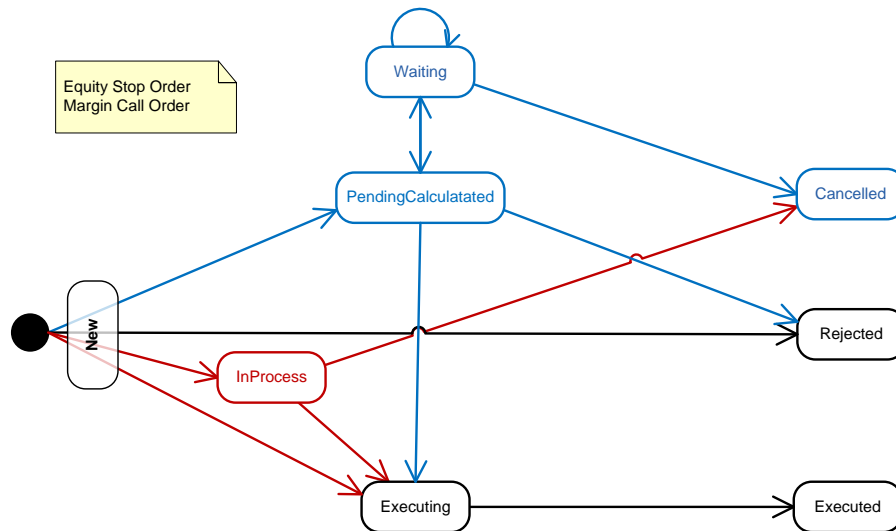 Equity Stop Order
Margin Call Order
Waiting
PendingCalculatated
Cancelled
New
Rejected
InProcess
Executing
Executed